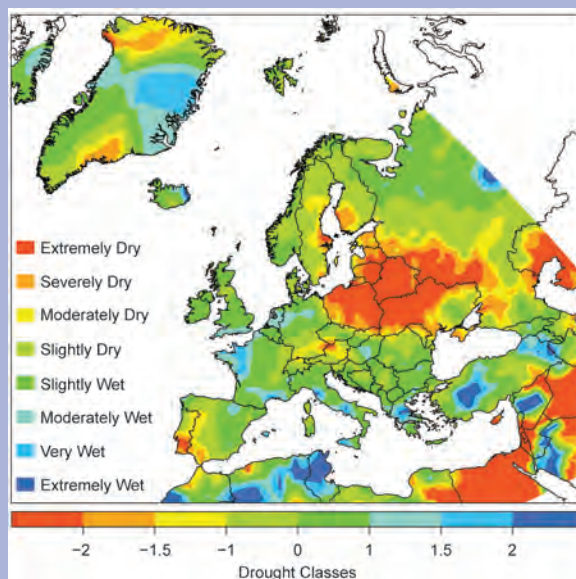 Extremely Dry
Severely Dry
Moderately Dry
Slightly Dry
Slightly Wet
Moderately Wet
Very Wet
Extremely Wet
−2 −1.5 −1 0 1 1.5 2
Drought Classes